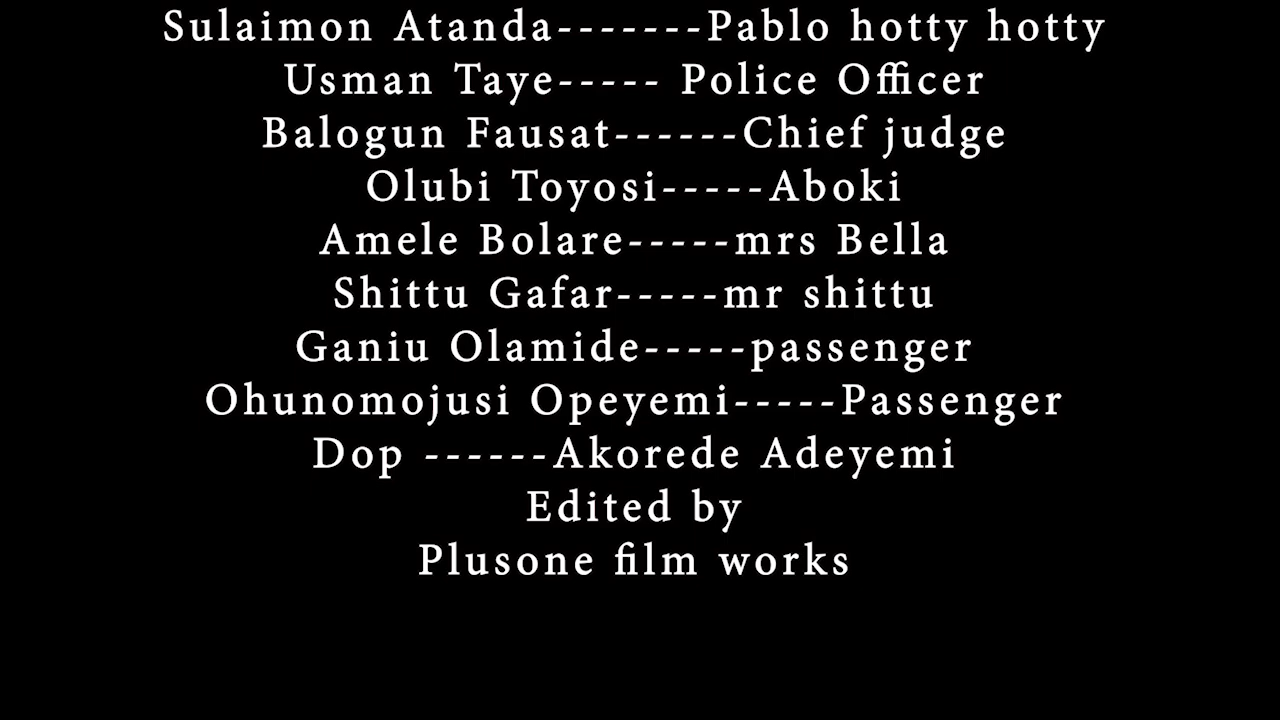 Sulaimon Atanda-------Pablo hotty hotty
Usman Taye----- Police Officer
Balogun Fausat------Chief judge
Olubi Toyosi-----Aboki
Amele Bolare-----mrs Bella
Shittu Gafar-----mr shittu
Ganiu Olamide-----passenger
Ohunomojusi Opeyemi-----Passenger
Dop ------Akorede Adeyemi
Edited by
Plusone film works